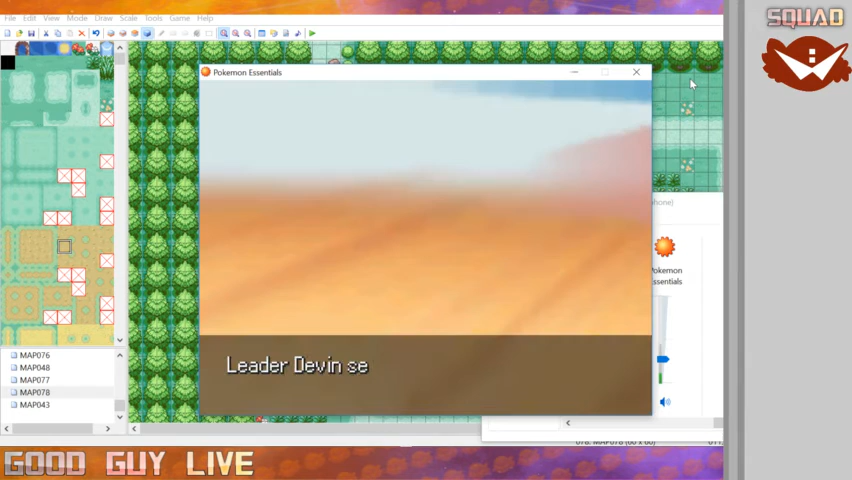 File Edit View Mode Draw Scale Tools Game Help
SQUAD
Pokemon Essentials
Pokemon
Essentials
Leader Devin se
MAP076
MAP048
MAP077
MAP078
MAP043
GOOD GUY LIVE